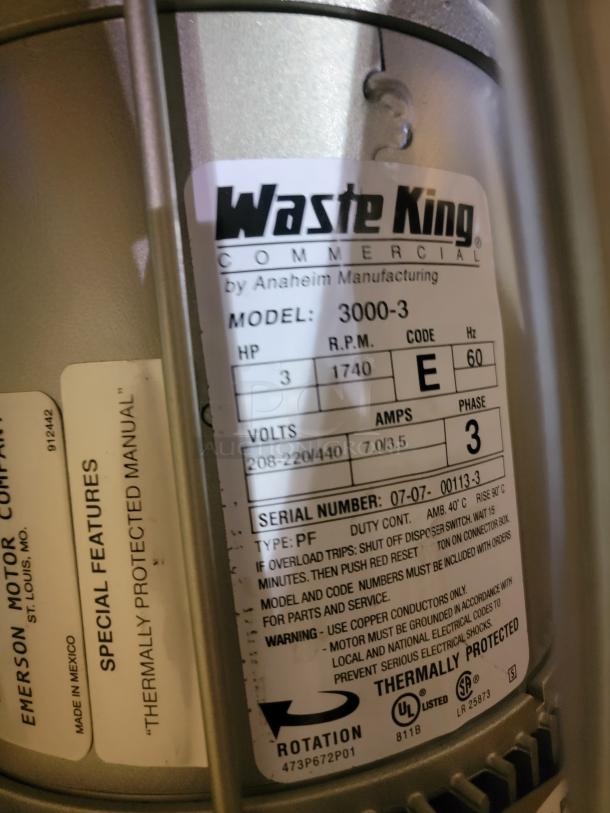 Waste King®
COMMERCIAL
by Anaheim Manufacturing
MODEL: 3000-3
HP R.P.M. CODE Hz
3 1740 E 60
VOLTS AMPS PHASE
208-220/440 7.0/3.5 3
SERIAL NUMBER: 07-07- 00113-3
TYPE: PF DUTY CONT. AMB. 40° C RISE 90° C
IF OVERLOAD TRIPS: SHUT OFF DISPOSER SWITCH. WAIT 15
MINUTES. THEN PUSH RED RESET TON ON CONNECTOR BOX.
MODEL AND CODE NUMBERS MUST BE INCLUDED WITH ORDERS
FOR PARTS AND SERVICE.
WARNING - USE COPPER CONDUCTORS ONLY.
- MOTOR MUST BE GROUNDED IN ACCORDANCE WITH
LOCAL AND NATIONAL ELECTRICAL CODES TO
PREVENT SERIOUS ELECTRICAL SHOCKS.
THERMALLY PROTECTED
ROTATION
473P672P01
UL® LISTED
811B
SA®
LR 25873
S
SPECIAL FEATURES
"THERMALLY PROTECTED MANUAL"
912442
EMERSON MOTOR COMPAN
ST. LOUIS, MO.
MADE IN MEXICO
AUCTION GROUP